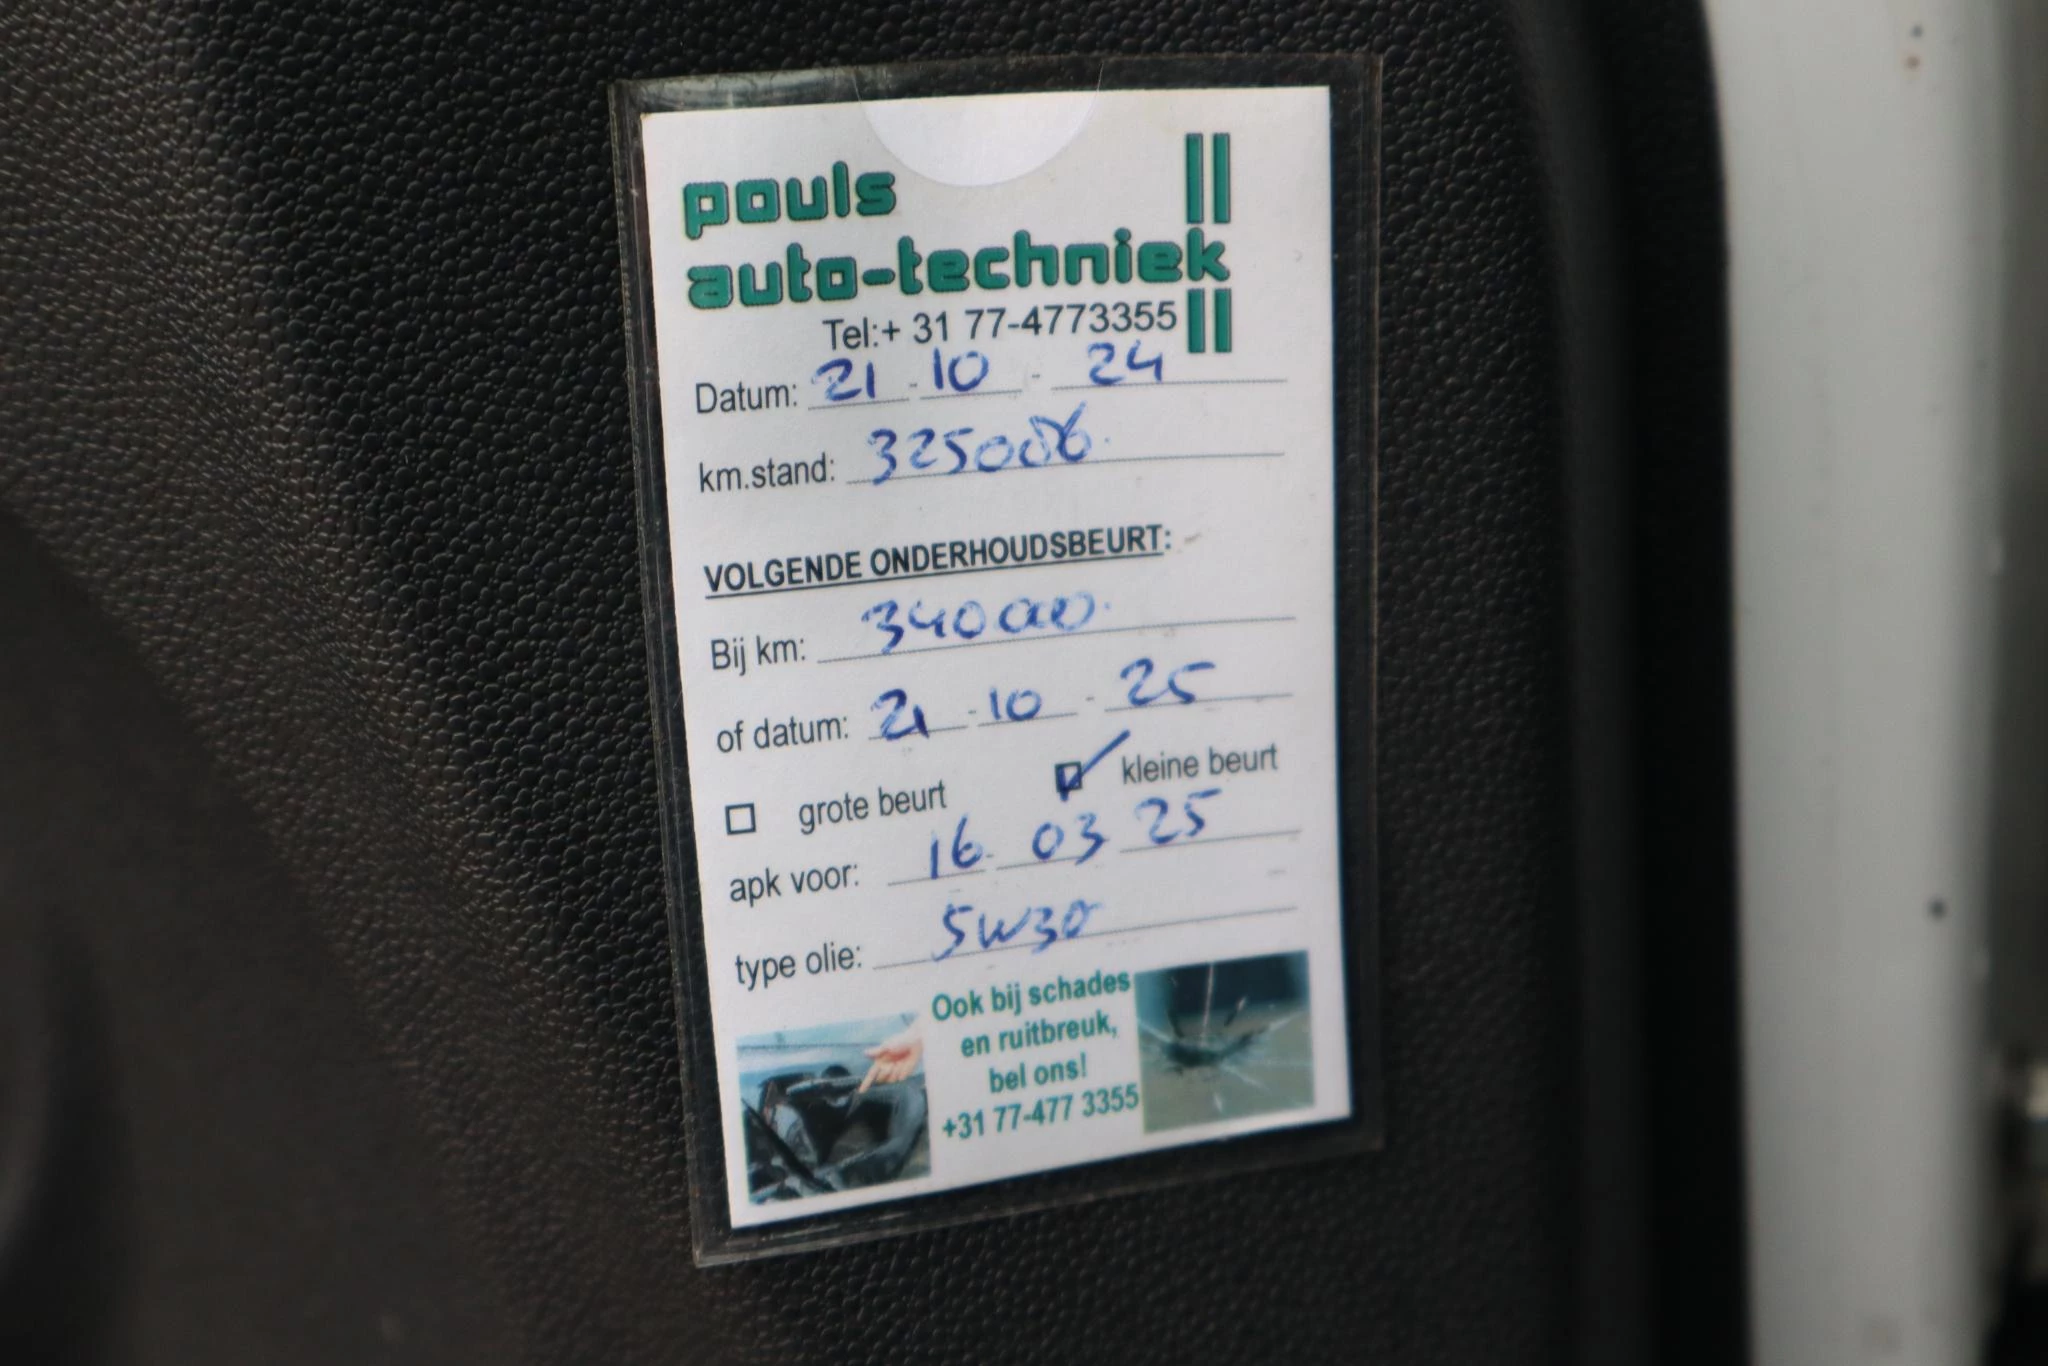 pouls
auto-techniek
Tel:+ 31 77-4773355
Datum: 21 - 10 - 24
km.stand:
VOLGENDE ONDERHOUDSBEURT:
Bij km: 340000.
of datum: 21 - 10 - 25
grote beurt kleine beurt
apk voor: 16 - 03 25
type olie: 5W30
Ook bij schades
en ruitbreuk,
bel ons!
+31 77-477 3355